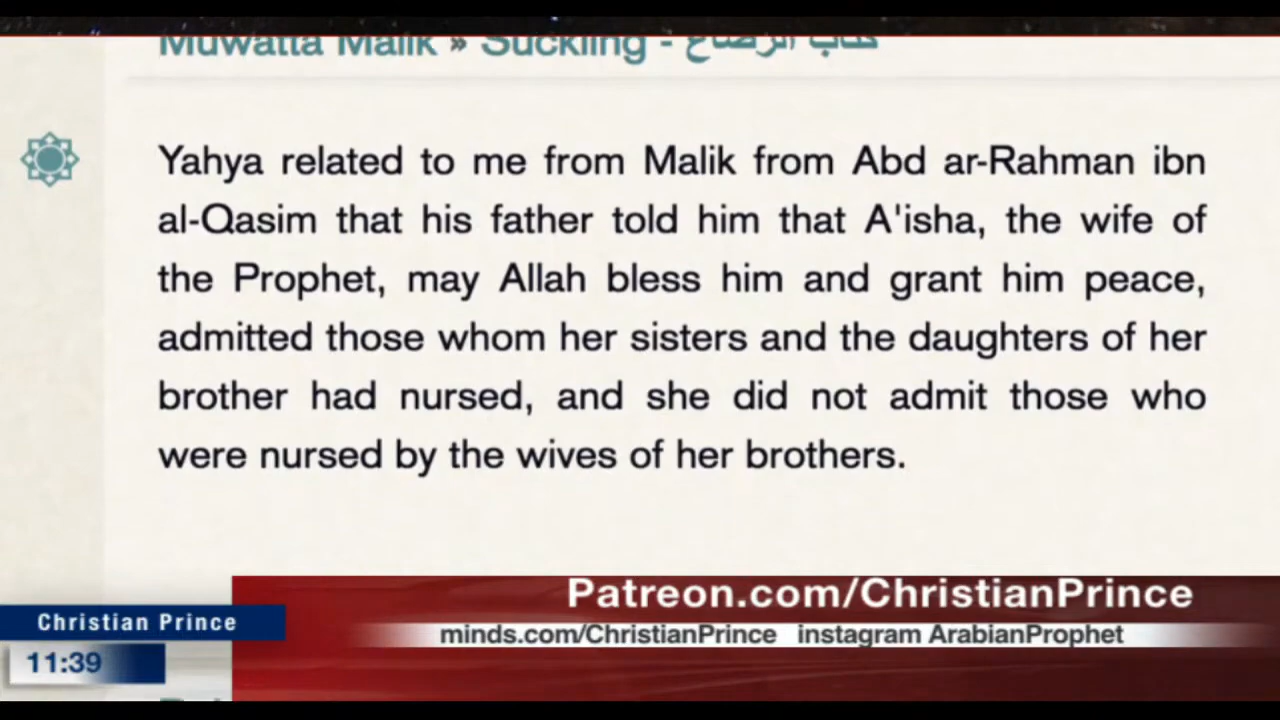 Muwatta Malik » Suckling - كتاب الرضاع
Yahya related to me from Malik from Abd ar-Rahman ibn
al-Qasim that his father told him that A'isha, the wife of
the Prophet, may Allah bless him and grant him peace,
admitted those whom her sisters and the daughters of her
brother had nursed, and she did not admit those who
were nursed by the wives of her brothers.
Patreon.com/ChristianPrince
Christian Prince
minds.com/ChristianPrince instagram ArabianProphet
11:39